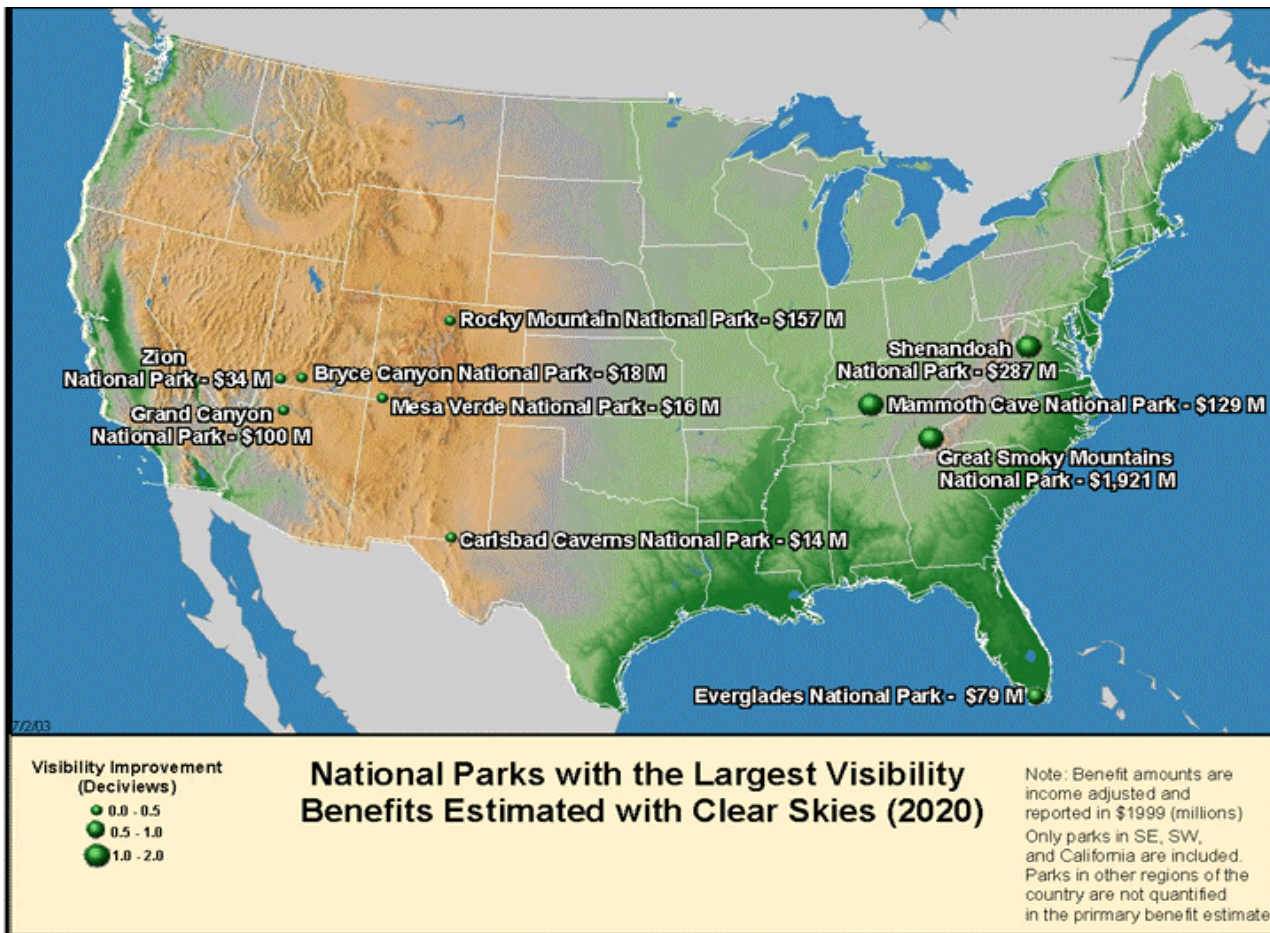 Rocky Mountain National Park - $157 M
Zion
National Park - $34 M
Bryce Canyon National Park - $18 M
Mesa Verde National Park - $16 M
Grand Canyon
National Park - $100 M
Shenandoah
National Park - $287 M
Mammoth Cave National Park - $129 M
Great Smoky Mountains
National Park - $1,921 M
Carlsbad Caverns National Park - $14 M
Everglades National Park - $79 M
7/2/03
Visibility Improvement
(Deciviews)
0.0 - 0.5
0.5 - 1.0
1.0 - 2.0
National Parks with the Largest Visibility
Benefits Estimated with Clear Skies (2020)
Note: Benefit amounts are
income adjusted and
reported in $1999 (millions)
Only parks in SE, SW,
and California are included.
Parks in other regions of the
country are not quantified
in the prirmary benefit estimate